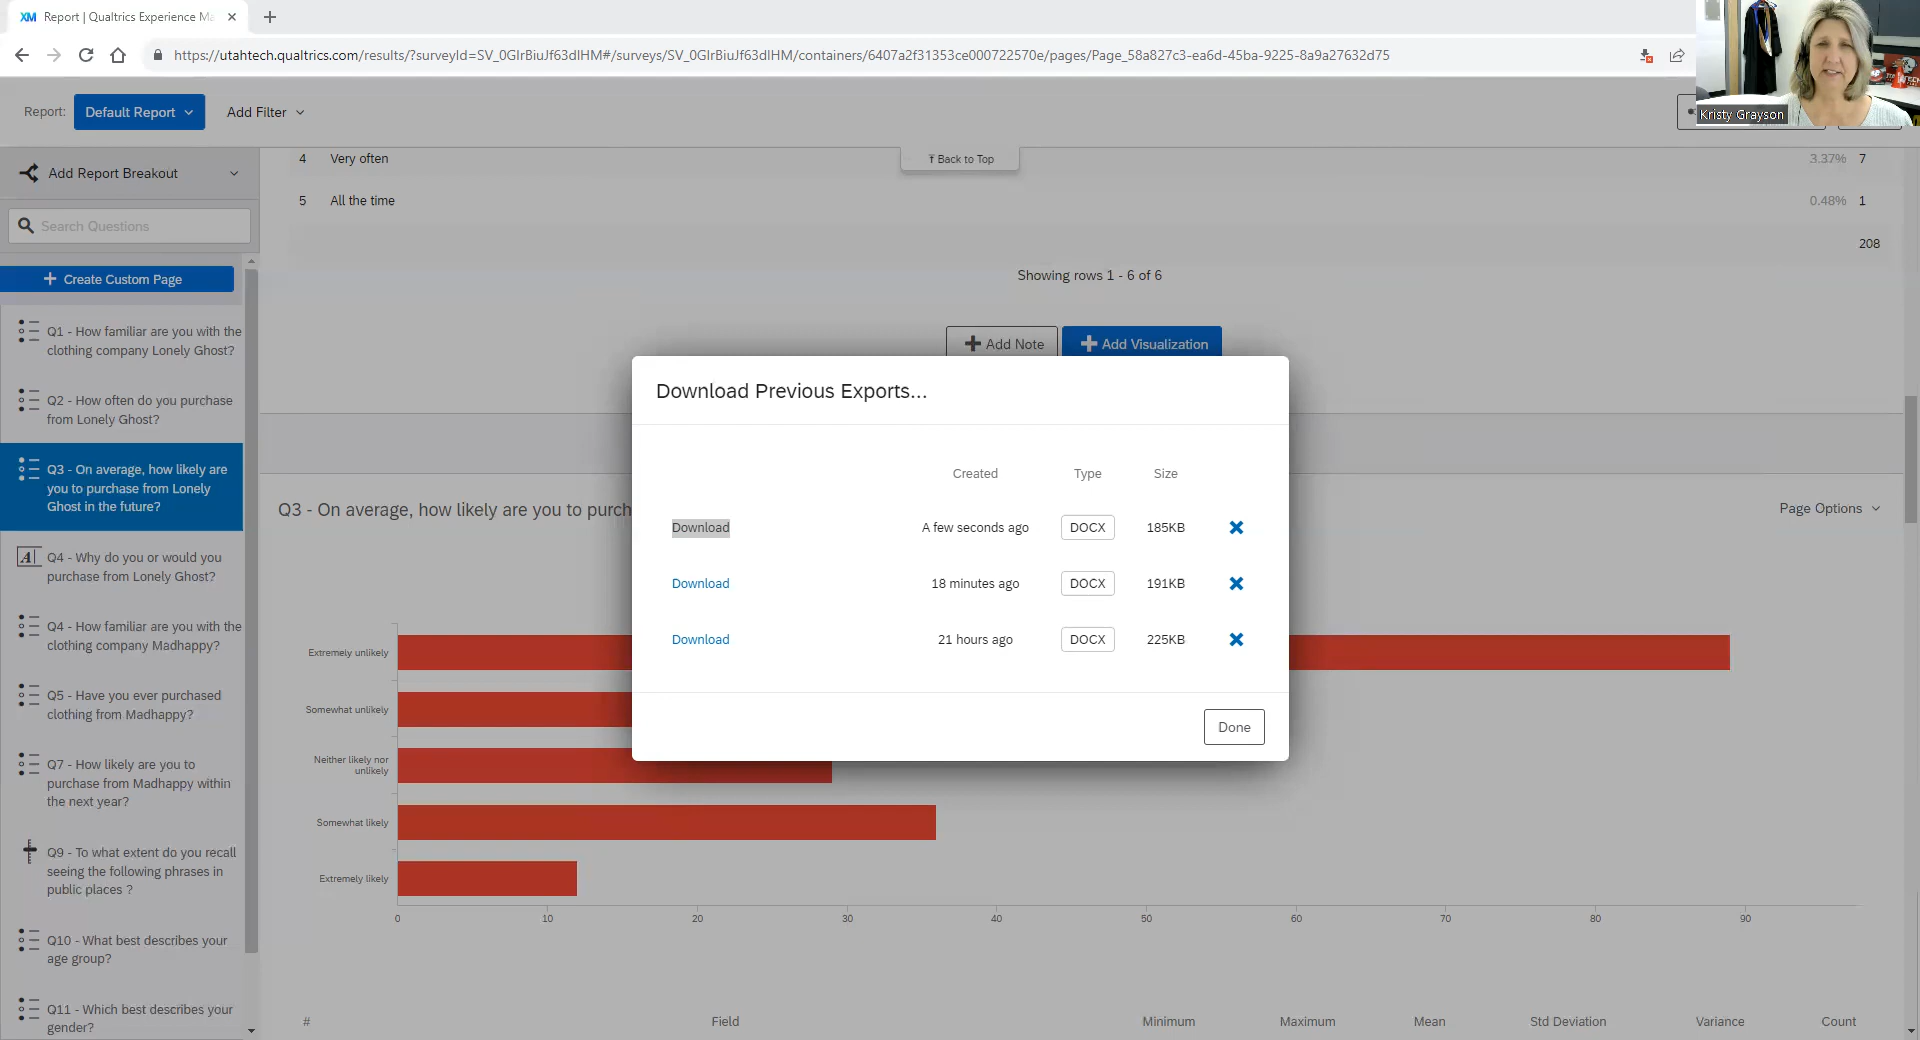 XM Report | Qualtrics Experience Ma
https://utahtech.qualtrics.com/results/?surveyId=SV_0GIrBiuJf63dIHM#/surveys/SV_0GIrBiuJf63dIHM/containers/6407a2f31353ce000722570e/pages/Page_58a827c3-ea6d-45ba-9225-8a9a27632d75
Kristy Grayson
Report: Default Report Add Filter
Add Report Breakout
Search Questions
Create Custom Page
Q1 - How familiar are you with the
clothing company Lonely Ghost?
Q2 - How often do you purchase
from Lonely Ghost?
Q3 - On average, how likely are
you to purchase from Lonely
Ghost in the future?
Q4 - Why do you or would you
purchase from Lonely Ghost?
Q4 - How familiar are you with the
clothing company Madhappy?
Q5 - Have you ever purchased
clothing from Madhappy?
Q7 - How likely are you to
purchase from Madhappy within
the next year?
Q9 - To what extent do you recall
seeing the following phrases in
public places ?
Q10 - What best describes your
age group?
Q11 - Which best describes your
gender?
4 Very often 3.37% 7
Back to Top
5 All the time 0.48% 1
208
Showing rows 1 - 6 of 6
Add Note Add Visualization
Download Previous Exports...
Created Type Size
Download A few seconds ago DOCX 185KB
Download 18 minutes ago DOCX 191KB
Download 21 hours ago DOCX 225KB
Done
Q3 - On average, how likely are you to purch
Page Options
Extremely unlikely
Somewhat unlikely
Neither likely nor
unlikely
Somewhat likely
Extremely likely
0 10 20 30 40 50 60 70 80 90
# Field Minimum Maximum Mean Std Deviation Variance Count